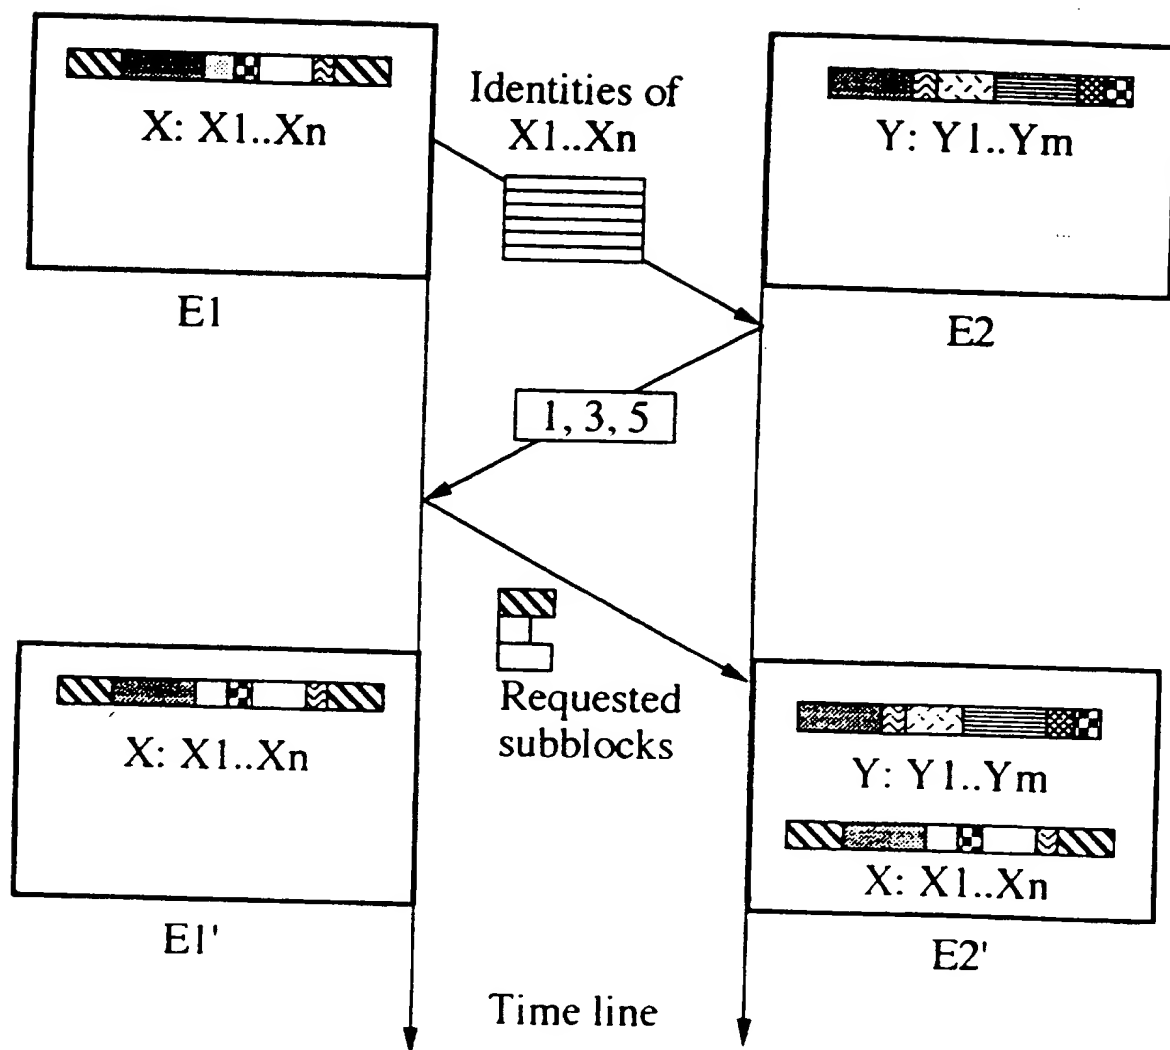 Identities of
X1..Xn
X: X1..Xn
Y: Y1..Ym
E1
E2
1, 3, 5
Requested
subblocks
X: X1..Xn
Y: Y1..Ym
X: X1..Xn
E1'
E2'
Time line